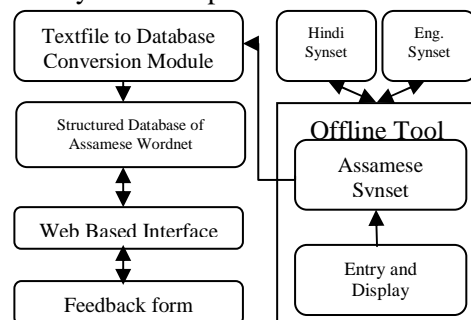 Textfile to Database
Conversion Module
Structured Database of
Assamese Wordnet
Web Based Interface
Feedback form
Hindi
Synset
Eng.
Synset
Offline Tool
Assamese
Synset
Entry and
Display